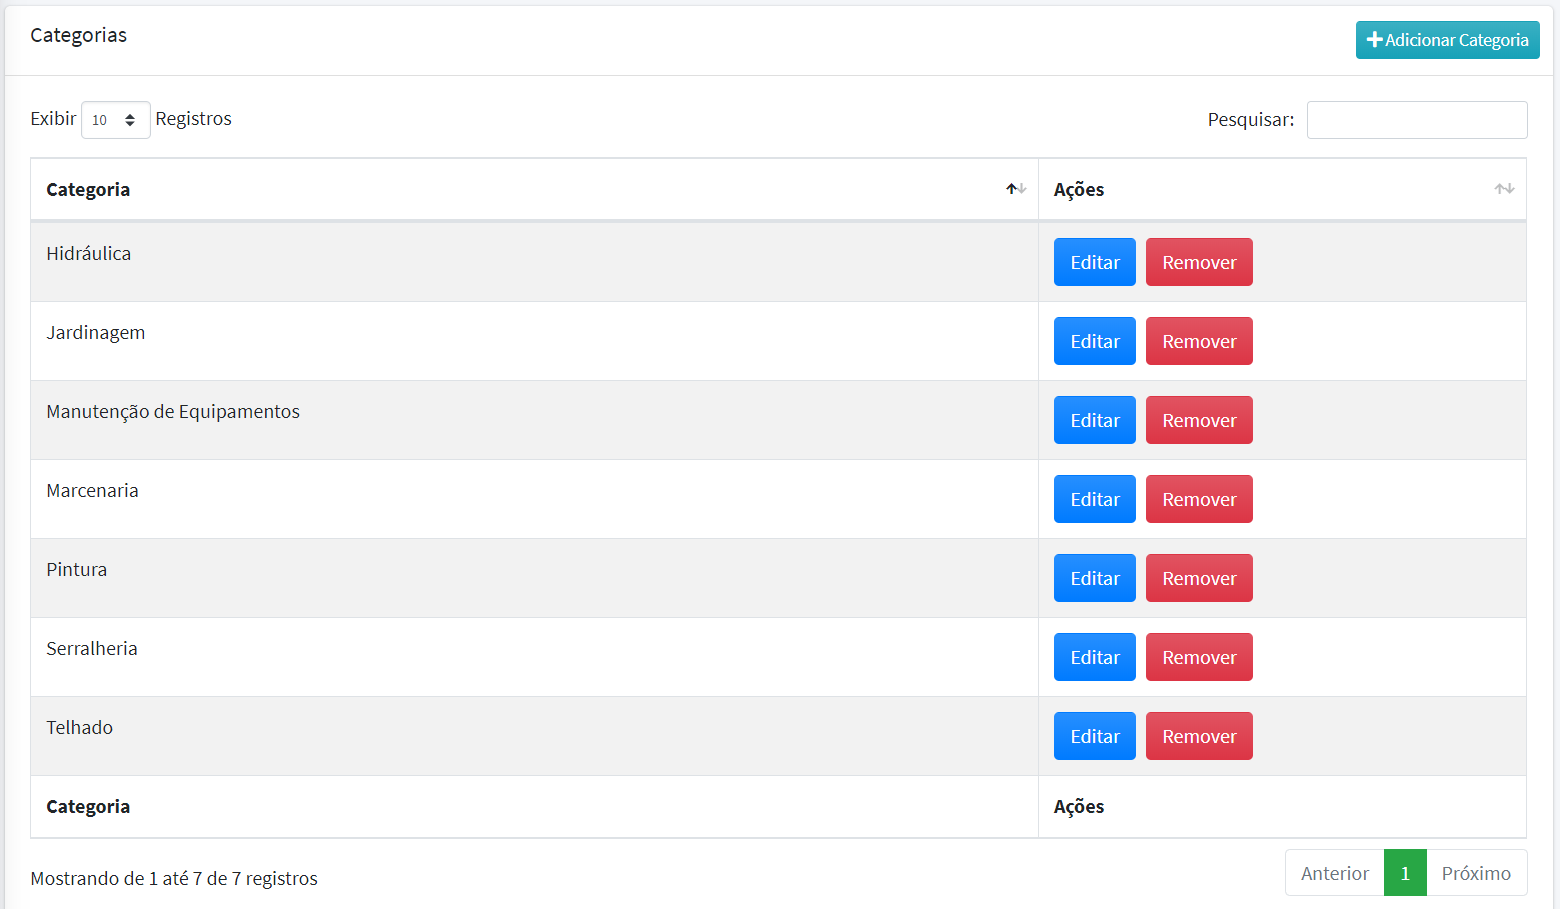 Categorias
Adicionar Categoria
Exibir 10 Registros
Pesquisar:
Categoria Ações
Hidráulica Editar Remover
Jardinagem Editar Remover
Manutenção de Equipamentos Editar Remover
Marcenaria Editar Remover
Pintura Editar Remover
Serralheria Editar Remover
Telhado Editar Remover
Categoria Ações
Mostrando de 1 até 7 de 7 registros
Anterior 1 Próximo